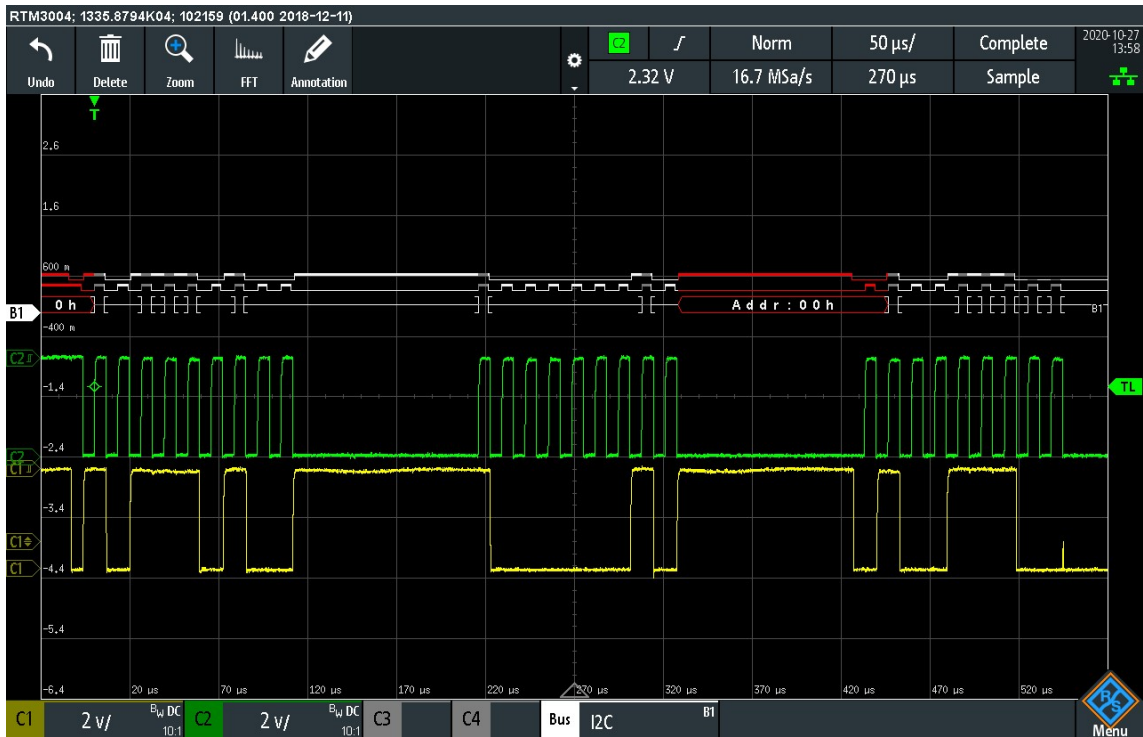 RTM3004; 1335.8794K04; 102159 (01.400 2018-12-11)
Undo
Delete
Zoom
FFT
Annotation
C2
Norm
50 µs/
Complete
2020-10-27
13:58
2.32 V
16.7 MSa/s
270 µs
Sample
T
2.6
1.6
600 m
0 h
Addr:00h
B1
B1
-400 m
C2
-1.4
TL
-2.4
C2
C1
-3.4
C1
C1
-4.4
-5.4
-6.4
20 µs
70 µs
120 µs
170 µs
220 µs
270 µs
320 µs
370 µs
420 µs
470 µs
520 µs
C1
2 V/
BW DC
10:1
C2
2 V/
BW DC
10:1
C3
C4
Bus
I2C
B1
R S
Menu